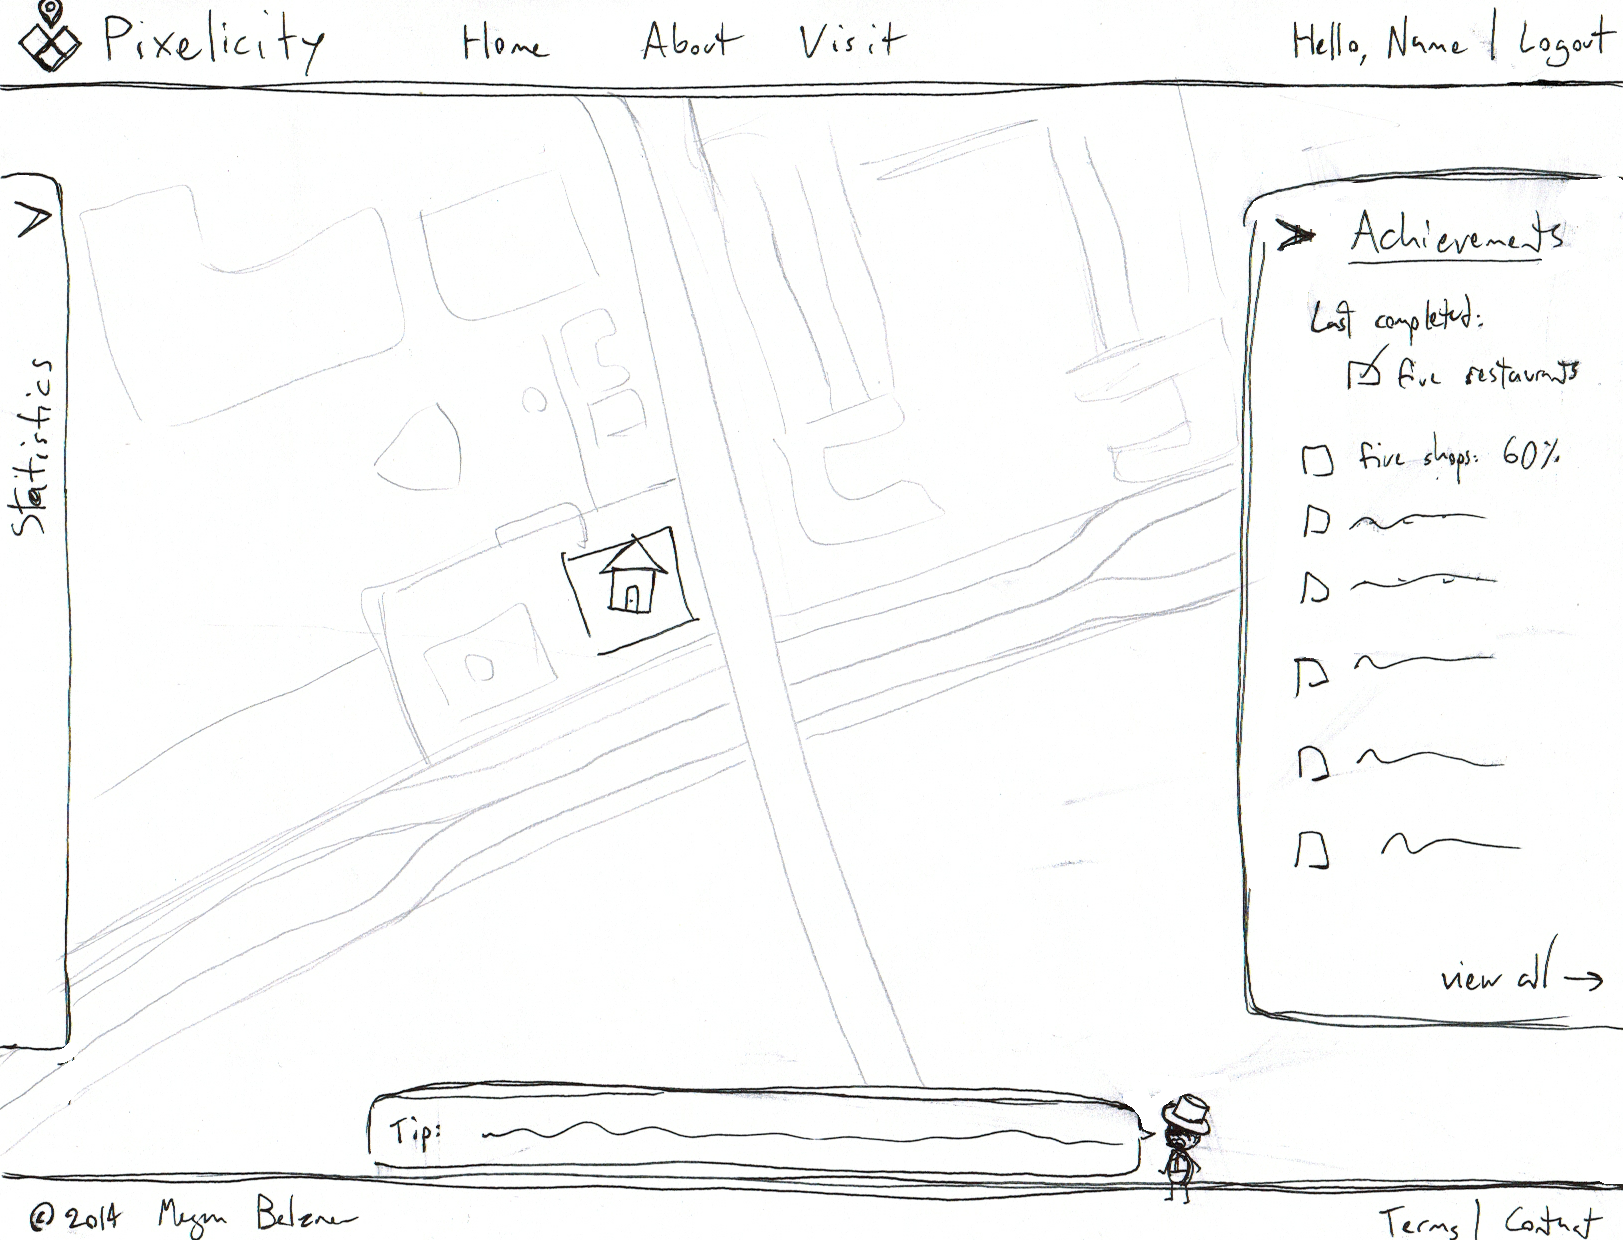 Pixelicity Home About Visit Hello, Name | Logout
Statistics
Achievements
Last completed:
five restaurants
five shops: 60%
view all →
Tip:
© 2014 Megan Belzner
Terms | Contact